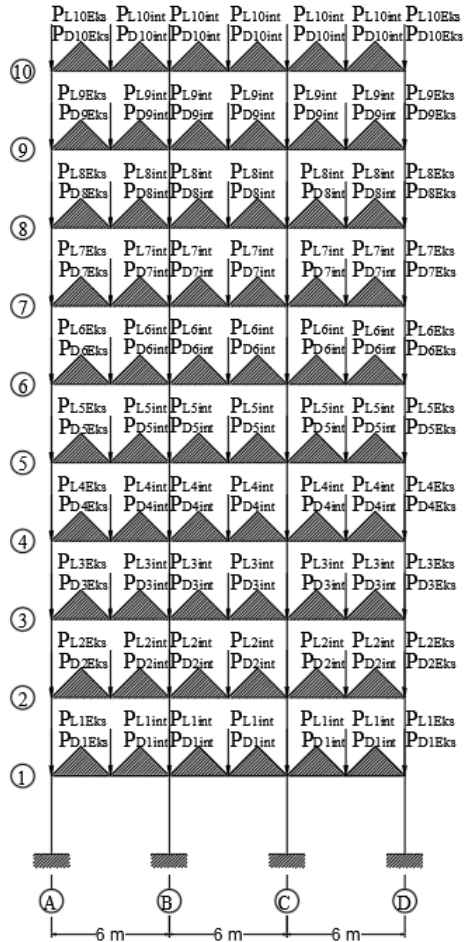 PL10Eks PL10int PL10int PL10int PL10int PL10int PL10Eks
PD10Eks PD10int PD10int PD10int PD10int PD10int PD10Eks
10
PL9Eks PL9int PL9int PL9int PL9int PL9int PL9Eks
PD9Eks PD9int PD9int PD9int PD9int PD9int PD9Eks
9
PL8Eks PL8int PL8int PL8int PL8int PL8int PL8Eks
PD8Eks PD8int PD8int PD8int PD8int PD8int PD8Eks
8
PL7Eks PL7int PL7int PL7int PL7int PL7int PL7Eks
PD7Eks PD7int PD7int PD7int PD7int PD7int PD7Eks
7
PL6Eks PL6int PL6int PL6int PL6int PL6int PL6Eks
PD6Eks PD6int PD6int PD6int PD6int PD6int PD6Eks
6
PL5Eks PL5int PL5int PL5int PL5int PL5int PL5Eks
PD5Eks PD5int PD5int PD5int PD5int PD5int PD5Eks
5
PL4Eks PL4int PL4int PL4int PL4int PL4int PL4Eks
PD4Eks PD4int PD4int PD4int PD4int PD4int PD4Eks
4
PL3Eks PL3int PL3int PL3int PL3int PL3int PL3Eks
PD3Eks PD3int PD3int PD3int PD3int PD3int PD3Eks
3
PL2Eks PL2int PL2int PL2int PL2int PL2int PL2Eks
PD2Eks PD2int PD2int PD2int PD2int PD2int PD2Eks
2
PL1Eks PL1int PL1int PL1int PL1int PL1int PL1Eks
PD1Eks PD1int PD1int PD1int PD1int PD1int PD1Eks
1
A B C D
6 m 6 m 6 m